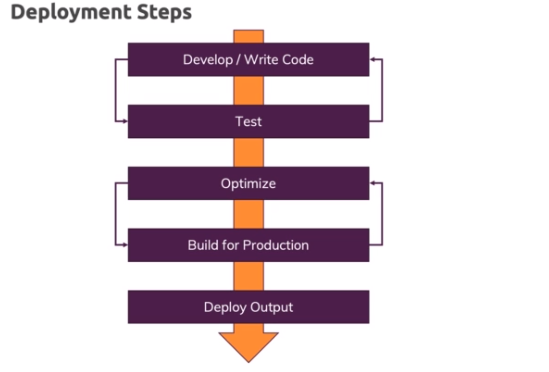 Deployment Steps
Develop / Write Code
Test
Optimize
Build for Production
Deploy Output